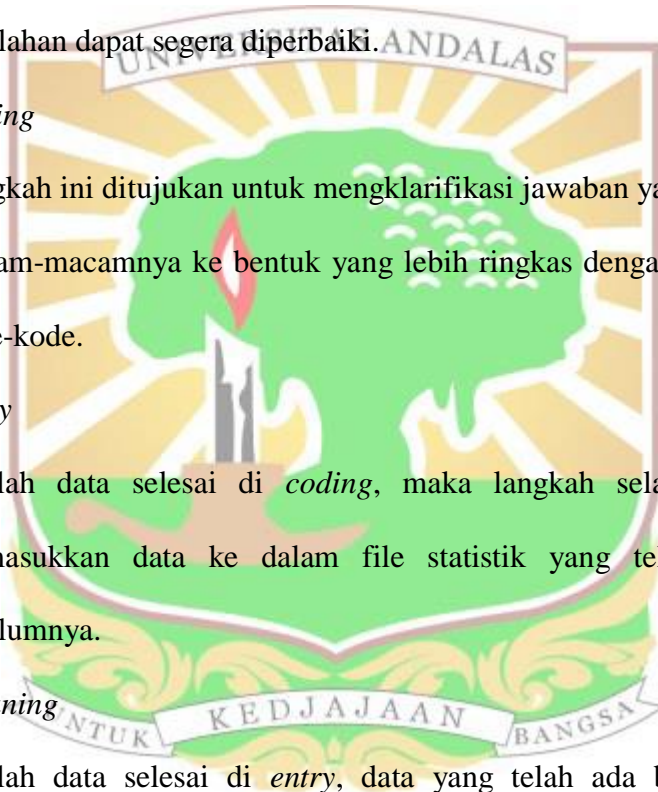 lahan dapat segera diperbaiki.
UNIVERSITAS ANDALAS
ing
gkah ini ditujukan untuk mengklarifikasi jawaban ya
am-macamnya ke bentuk yang lebih ringkas denga
e-kode.
y
lah data selesai di coding, maka langkah sela
nasukkan data ke dalam file statistik yang tel
lumnya.
ning
UNTUK KEDJAJAAN BANGSA
lah data selesai di entry, data yang telah ada b